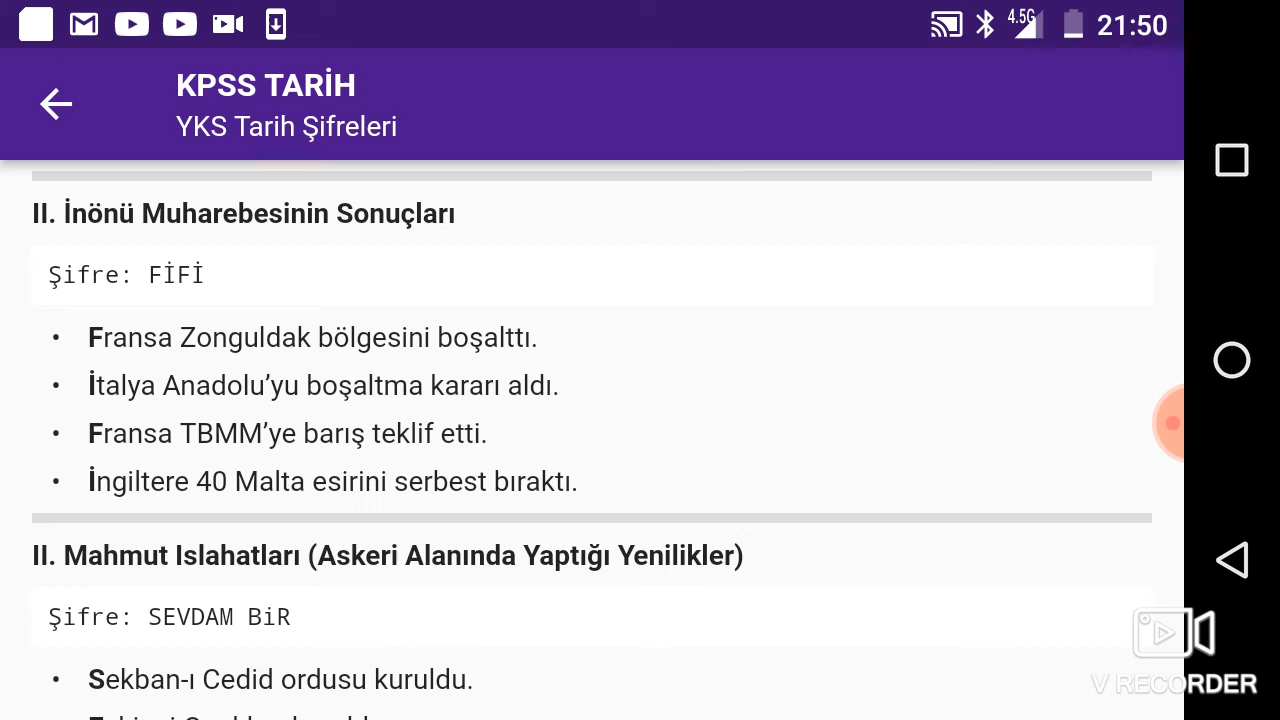 4.5G 21:50
KPSS TARİH
YKS Tarih Şifreleri
II. İnönü Muharebesinin Sonuçları
Şifre: FİFİ
• Fransa Zonguldak bölgesini boşalttı.
• İtalya Anadolu’yu boşaltma kararı aldı.
• Fransa TBMM’ye barış teklif etti.
• İngiltere 40 Malta esirini serbest bıraktı.
II. Mahmut Islahatları (Askeri Alanında Yaptığı Yenilikler)
Şifre: SEVDAM BiR
• Sekban-ı Cedid ordusu kuruldu.
V RECORDER